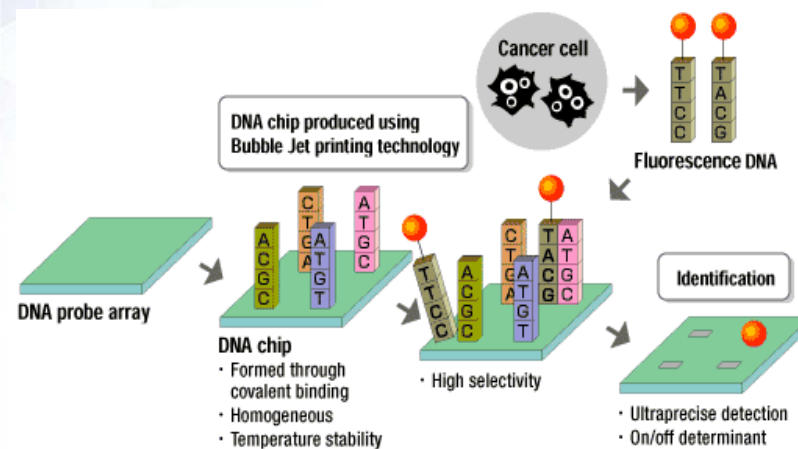 Cancer cell
T
T
C
C
T
A
C
G
Fluorescence DNA
DNA chip produced using
Bubble Jet printing technology
DNA probe array
A
C
G
C
C
T
G
A
A
T
G
T
A
T
G
C
DNA chip
· Formed through
covalent binding
· Homogeneous
· Temperature stability
T
T
C
C
A
C
G
C
C
T
G
A
A
T
G
T
T
A
C
G
A
T
G
C
· High selectivity
Identification
· Ultraprecise detection
· On/off determinant